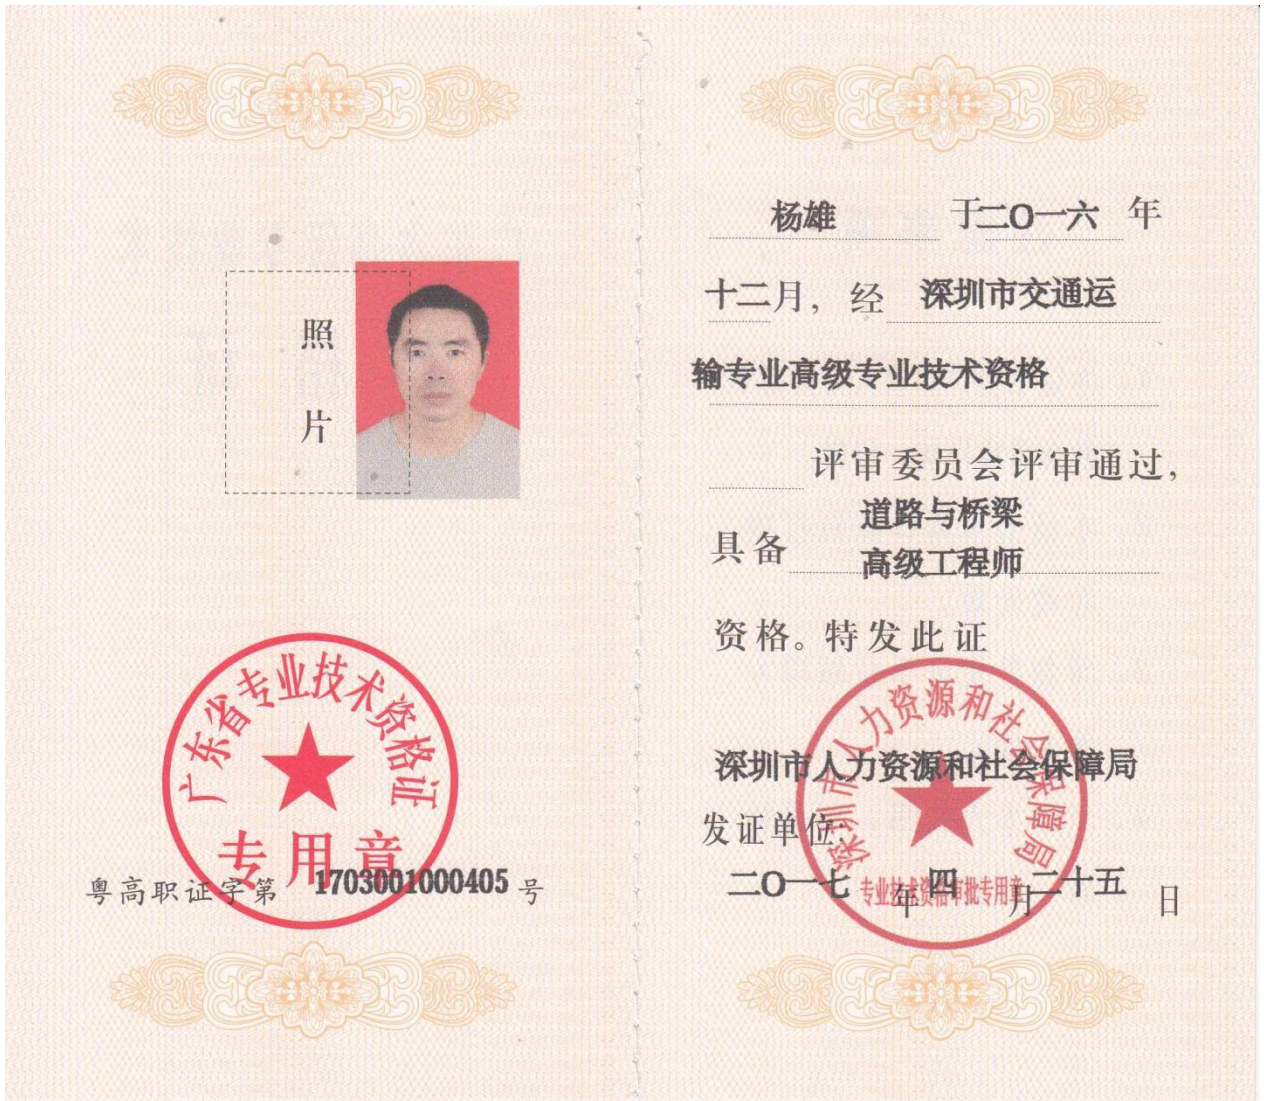 照
片
广东省专业技术资格证
专用章
粤高职证字第 1703001000405 号
杨雄 于二〇一六 年
十二月，经 深圳市交通运
输专业高级专业技术资格
评审委员会评审通过，
道路与桥梁
具备 高级工程师
资格。特发此证
深圳市人力资源和社会保障局
深圳市人力资源和社会保障局
发证单位：
二〇一七 年 四 月 二十五 日
专业技术资格审批专用章